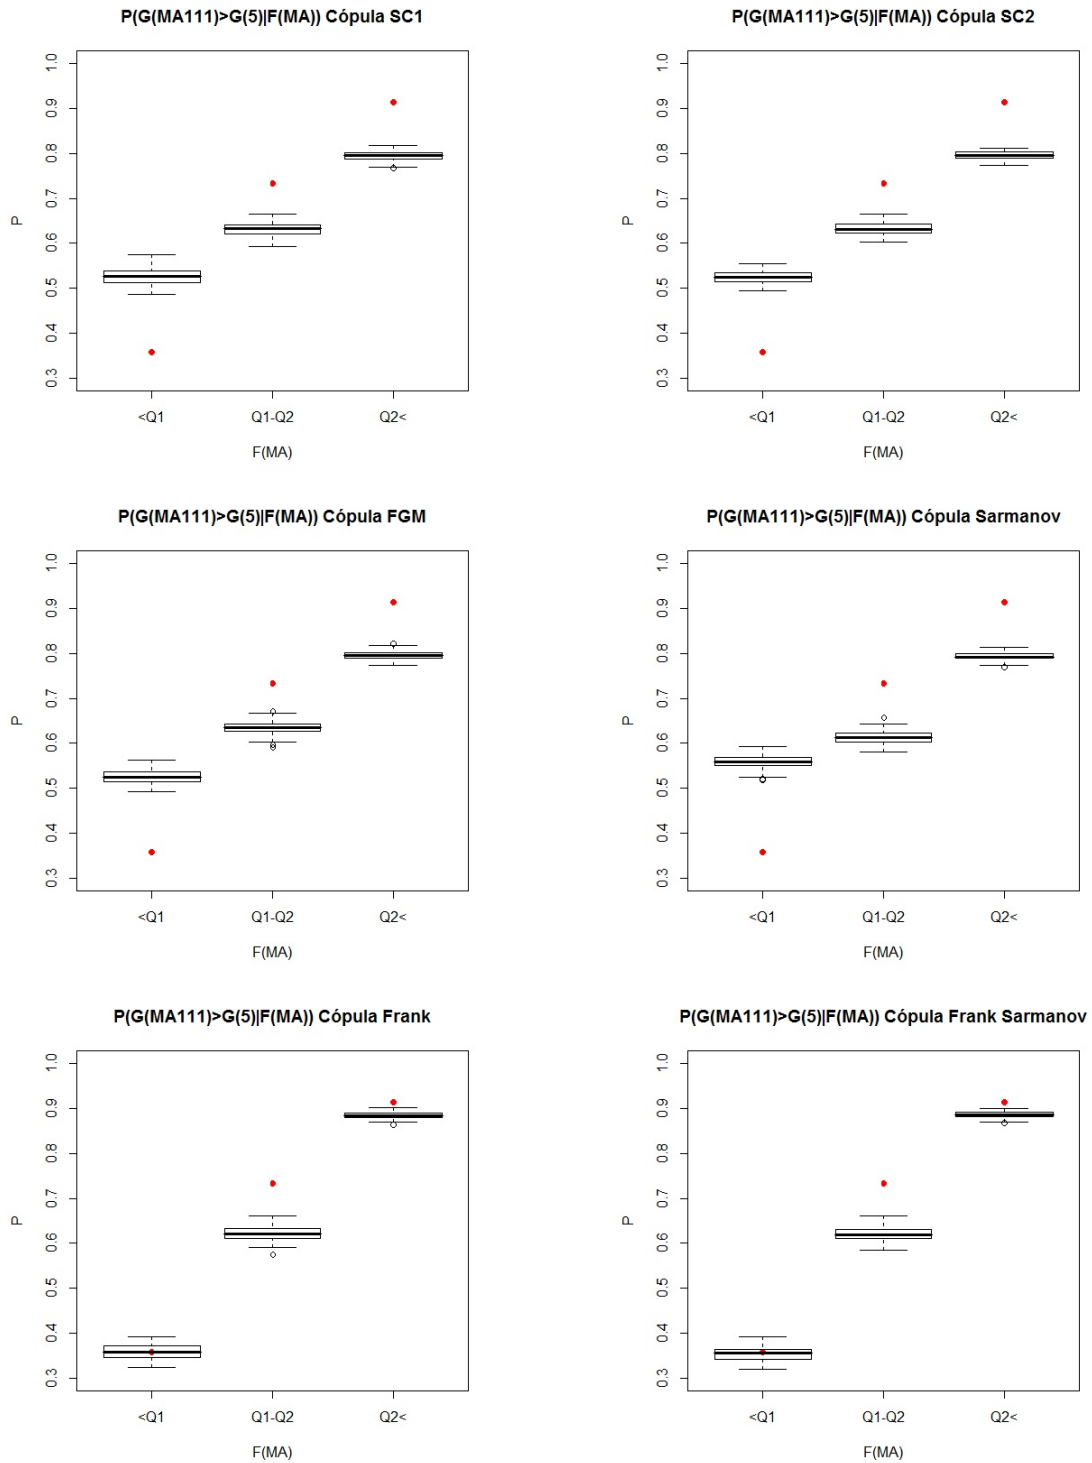 P(G(MA111)>G(5)|F(MA)) Cópula SC1
1.0
0.9
0.8
0.7
0.6
0.5
0.4
0.3
P
<Q1 Q1-Q2 Q2<
F(MA)
P(G(MA111)>G(5)|F(MA)) Cópula SC2
1.0
0.9
0.8
0.7
0.6
0.5
0.4
0.3
P
<Q1 Q1-Q2 Q2<
F(MA)
P(G(MA111)>G(5)|F(MA)) Cópula FGM
1.0
0.9
0.8
0.7
0.6
0.5
0.4
0.3
P
<Q1 Q1-Q2 Q2<
F(MA)
P(G(MA111)>G(5)|F(MA)) Cópula Sarmanov
1.0
0.9
0.8
0.7
0.6
0.5
0.4
0.3
P
<Q1 Q1-Q2 Q2<
F(MA)
P(G(MA111)>G(5)|F(MA)) Cópula Frank
1.0
0.9
0.8
0.7
0.6
0.5
0.4
0.3
P
<Q1 Q1-Q2 Q2<
F(MA)
P(G(MA111)>G(5)|F(MA)) Cópula Frank Sarmanov
1.0
0.9
0.8
0.7
0.6
0.5
0.4
0.3
P
<Q1 Q1-Q2 Q2<
F(MA)